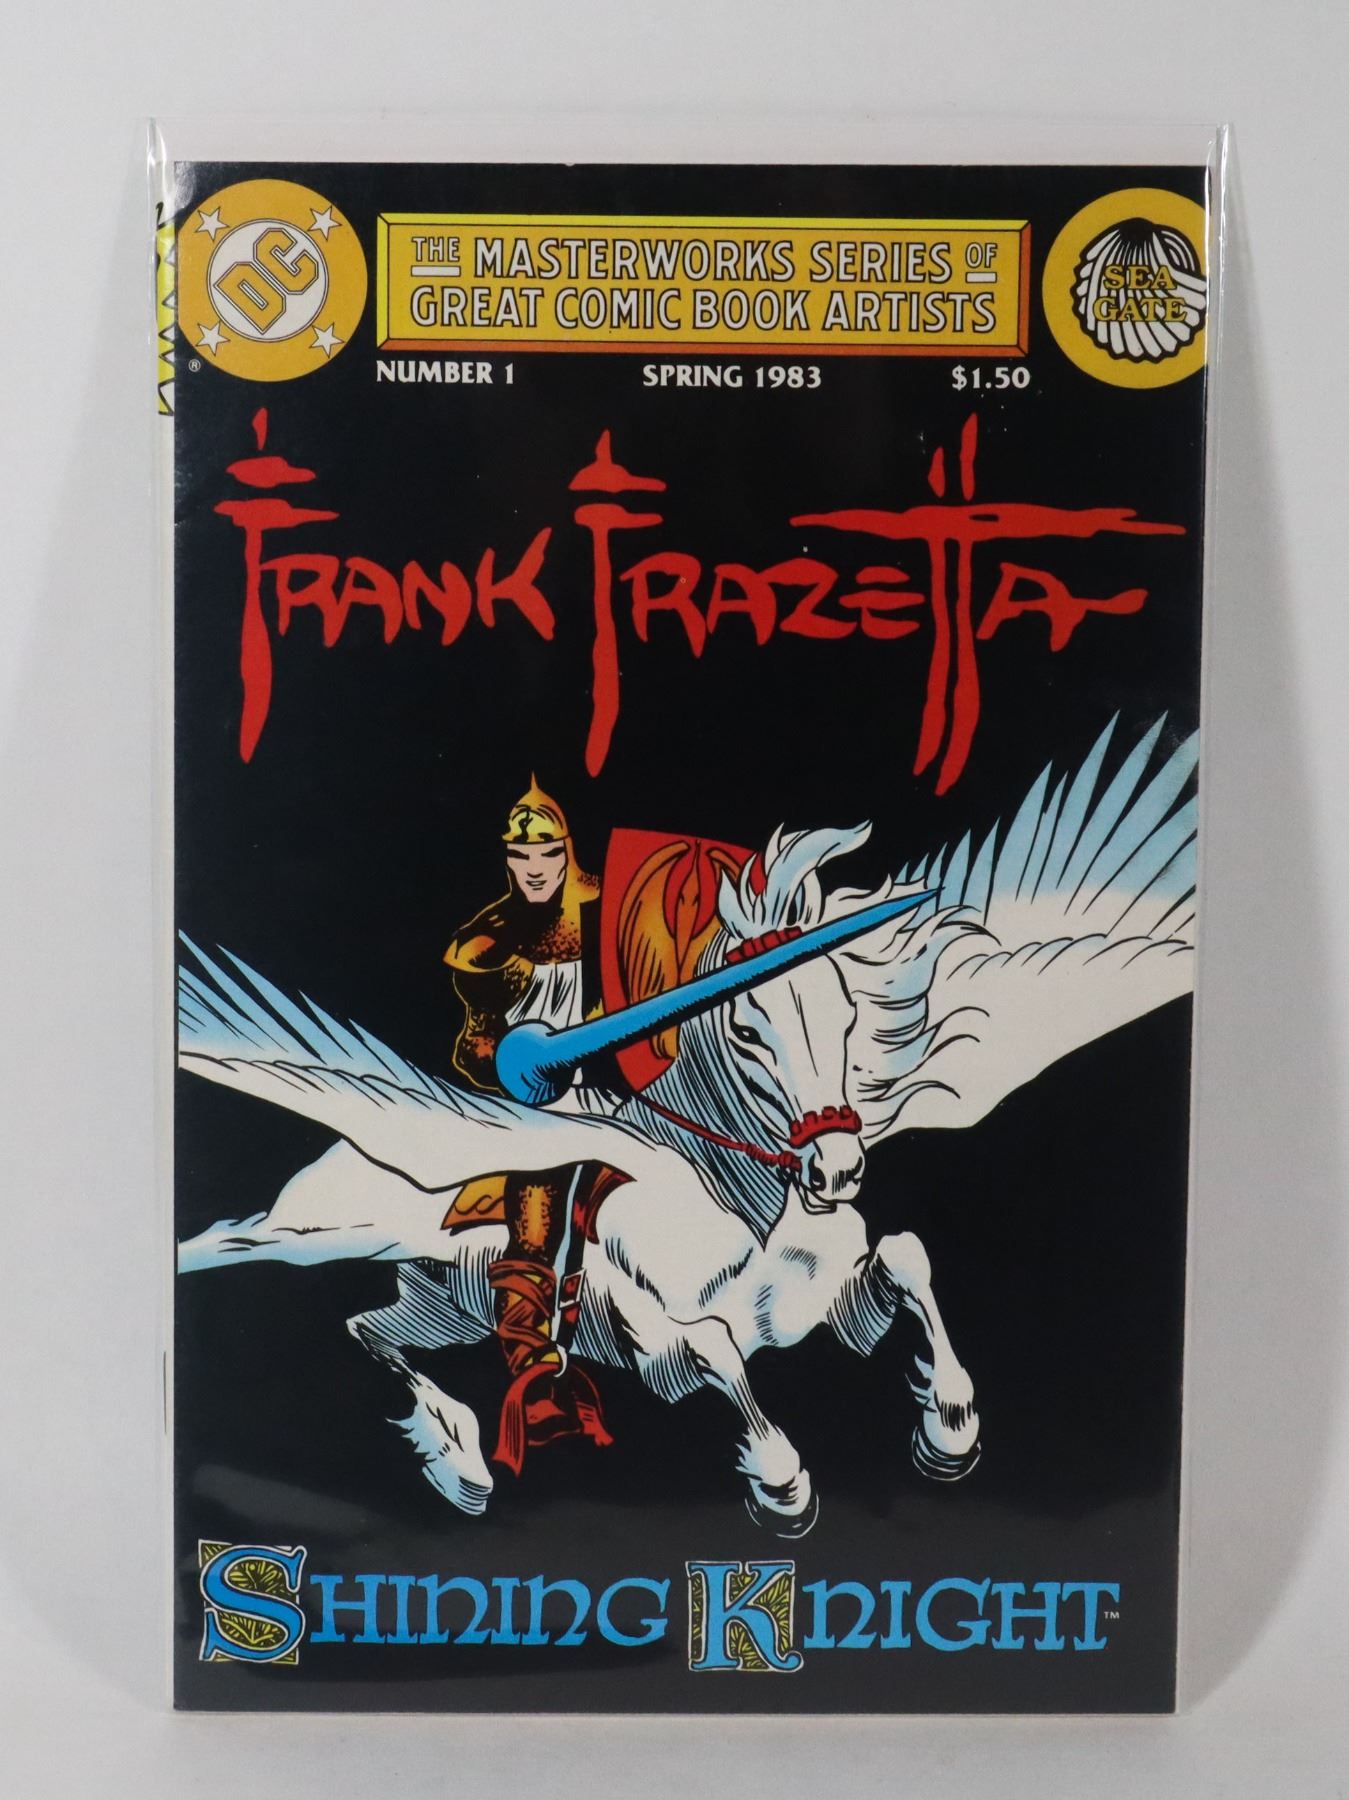 DC
®
THE MASTERWORKS SERIES OF
GREAT COMIC BOOK ARTISTS
SEA
GATE
NUMBER 1 SPRING 1983 $1.50
FRANK FRAZETTA
SHINING KNIGHT™